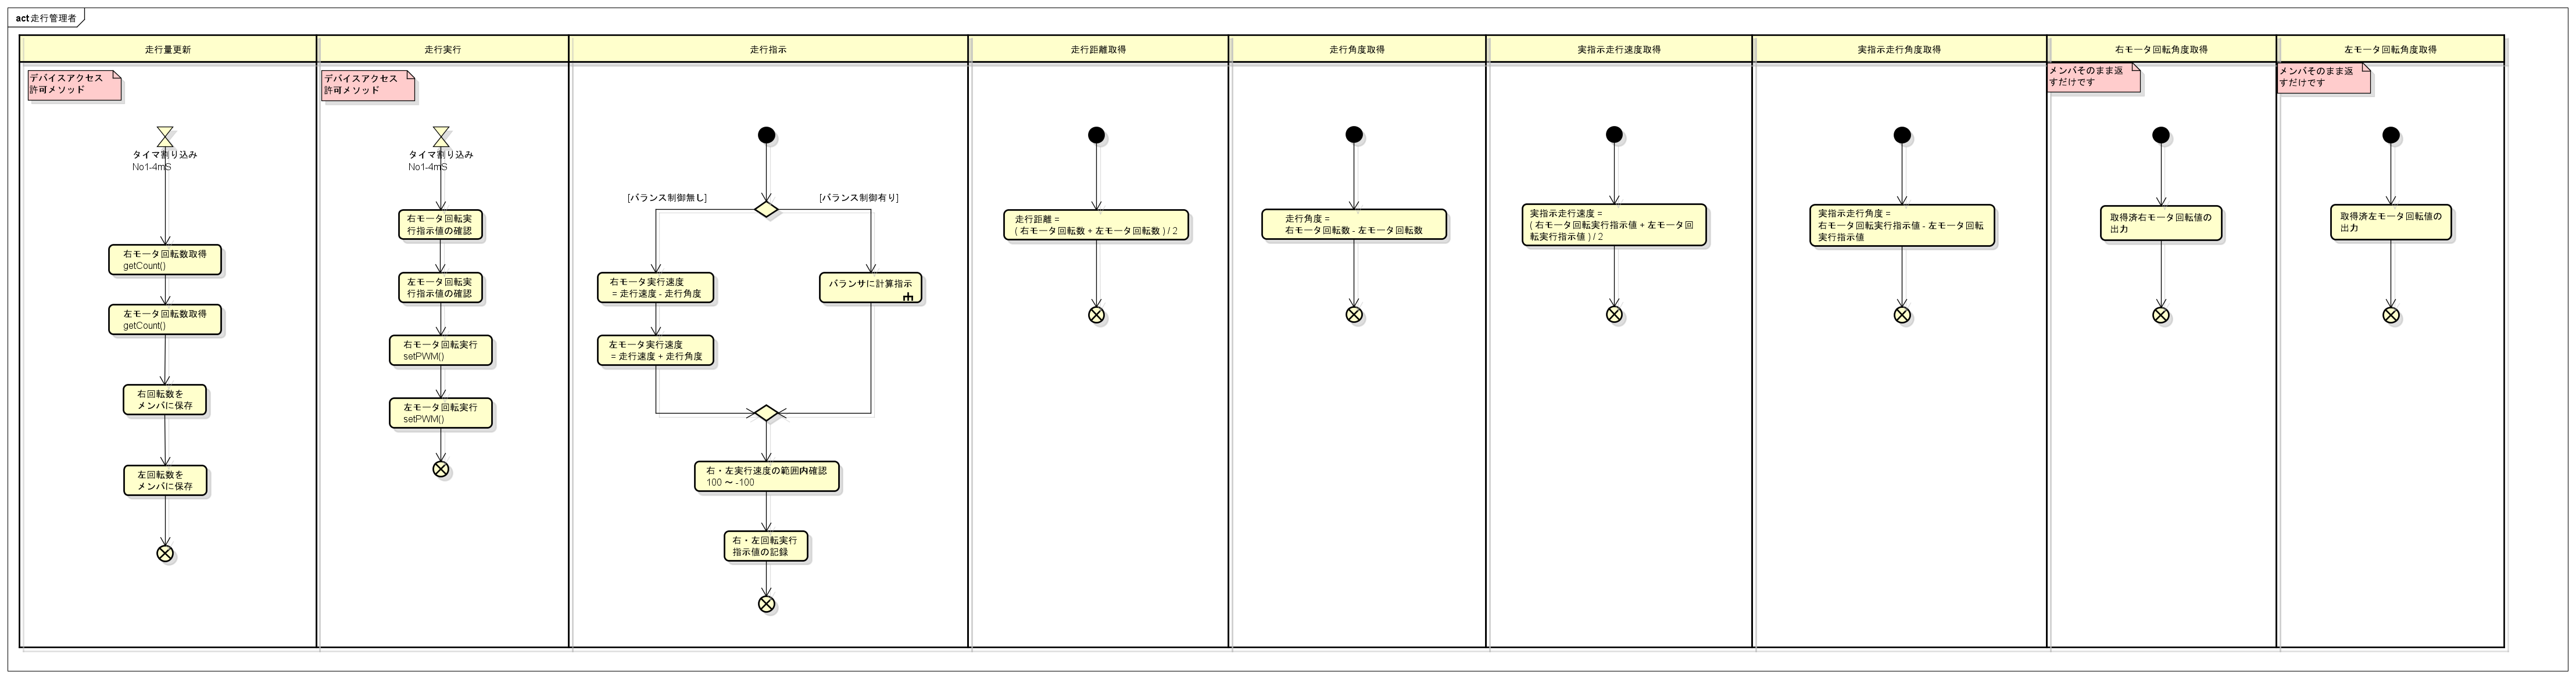 act 走行管理者
走行量更新
走行実行
走行指示
走行距離取得
走行角度取得
実指示走行速度取得
実指示走行角度取得
右モータ回転角度取得
左モータ回転角度取得
デバイスアクセス
許可メソッド
タイマ割り込み
No1-4mS
右モータ回転数取得
getCount()
左モータ回転数取得
getCount()
右回転数を
メンバに保存
左回転数を
メンバに保存
デバイスアクセス
許可メソッド
タイマ割り込み
No1-4mS
右モータ回転実
行指示値の確認
左モータ回転実
行指示値の確認
右モータ回転実行
setPWM()
左モータ回転実行
setPWM()
[バランス制御無し]
[バランス制御有り]
右モータ実行速度
= 走行速度 - 走行角度
左モータ実行速度
= 走行速度 + 走行角度
バランサに計算指示
右・左実行速度の範囲内確認
100 ～ -100
右・左回転実行
指示値の記録
走行距離 =
( 右モータ回転数 + 左モータ回転数 ) / 2
走行角度 =
右モータ回転数 - 左モータ回転数
実指示走行速度 =
( 右モータ回転実行指示値 + 左モータ回
転実行指示値 ) / 2
実指示走行角度 =
右モータ回転実行指示値 - 左モータ回転
実行指示値
メンバそのまま返
すだけです
取得済右モータ回転値の
出力
メンバそのまま返
すだけです
取得済左モータ回転値の
出力